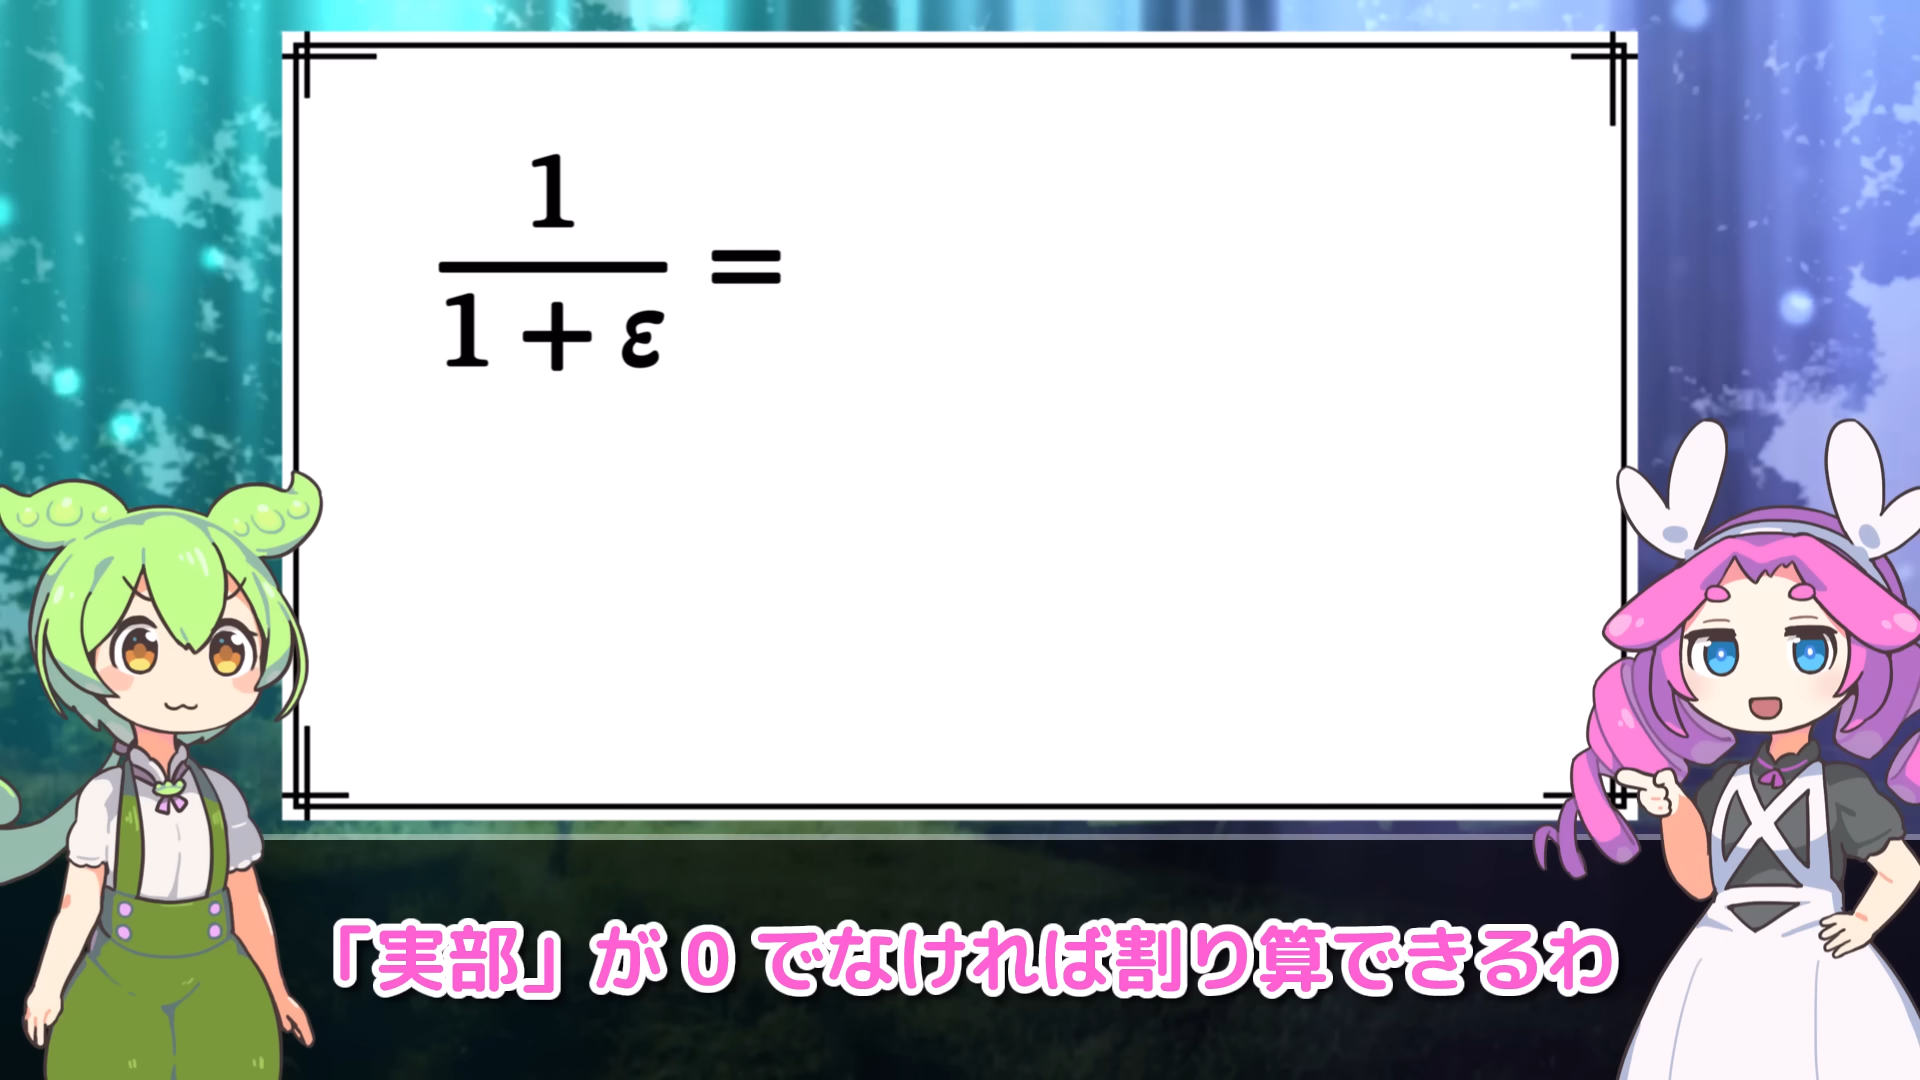 1
1 + ε
=
「実部」が 0 でなければ割り算できるわ